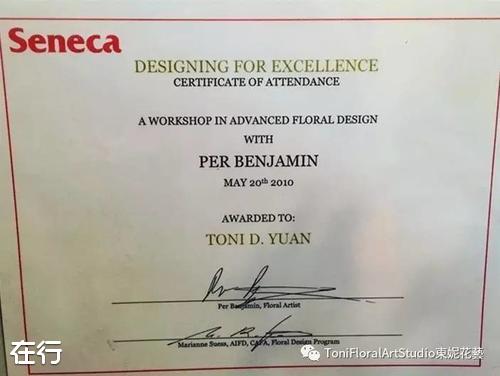 Seneca
DESIGNING FOR EXCELLENCE
CERTIFICATE OF ATTENDANCE
A WORKSHOP IN ADVANCED FLORAL DESIGN
WITH
PER BENJAMIN
MAY 20th 2010
AWARDED TO:
TONI D. YUAN
Per Benjamin, Floral Artist
Marianne Suess, AIFD, CAFA, Floral Design Program
在行
ToniFloralArtStudio東妮花藝